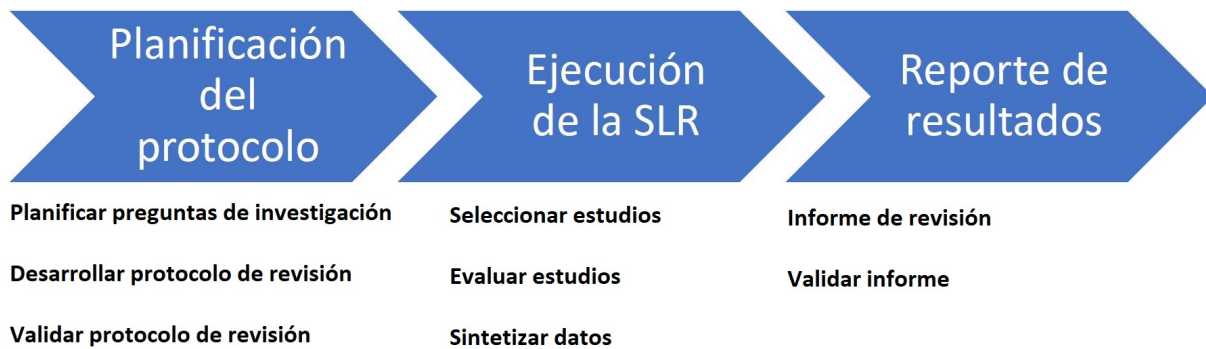 Planificación
del
protocolo
Ejecución
de la SLR
Reporte de
resultados
Planificar preguntas de investigación
Desarrollar protocolo de revisión
Validar protocolo de revisión
Seleccionar estudios
Evaluar estudios
Sintetizar datos
Informe de revisión
Validar informe